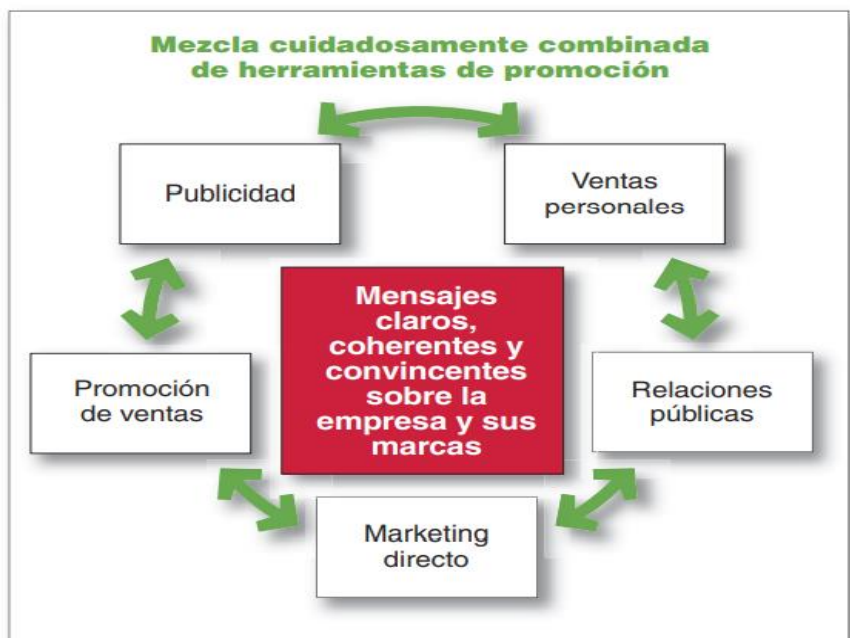 Mezcla cuidadosamente combinada
de herramientas de promoción
Publicidad
Ventas
personales
Mensajes
claros,
coherentes y
convincentes
sobre la
empresa y sus
marcas
Promoción
de ventas
Relaciones
públicas
Marketing
directo